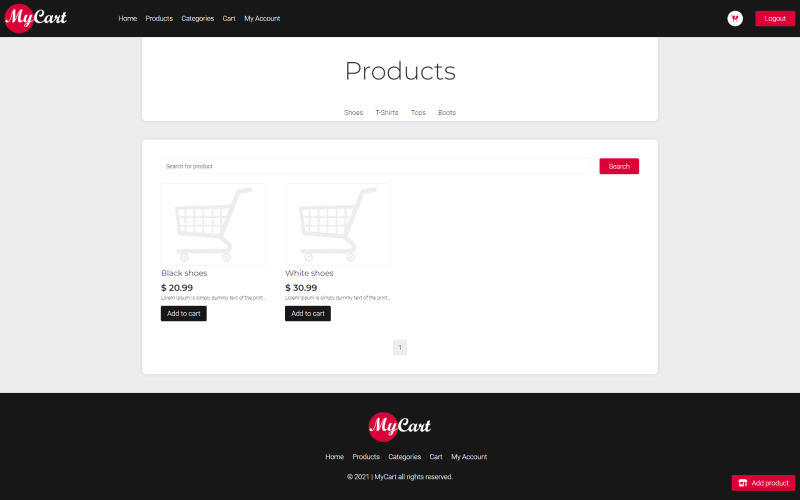 MyCart
Home Products Categories Cart My Account
Logout
Products
Shoes T-Shirts Tops Boots
Search for product
Search
Black shoes
$ 20.99
Lorem Ipsum is simply dummy text of the print...
Add to cart
White shoes
$ 30.99
Lorem Ipsum is simply dummy text of the print...
Add to cart
1
MyCart
Home Products Categories Cart My Account
© 2021 | MyCart all rights reserved.
Add product